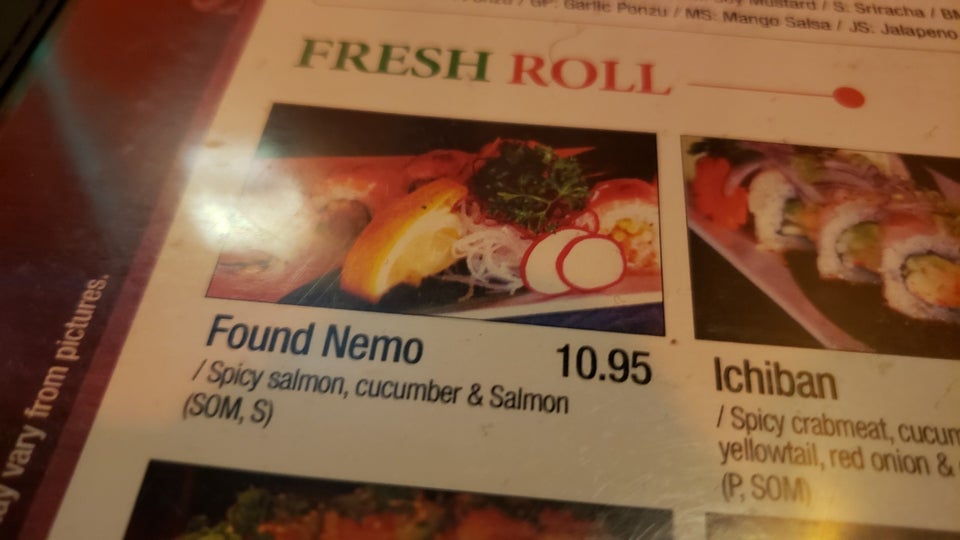 Mustard / S: Sriracha /
GP: Garlic Ponzu / MS: Mango Salsa / JS: Jalapeno
FRESH ROLL
Found Nemo 10.95
/ Spicy salmon, cucumber & Salmon
(SOM, S)
Ichiban
/ Spicy crabmeat,
yellowtail, red onion &
(P, SOM)
vary from pictures.